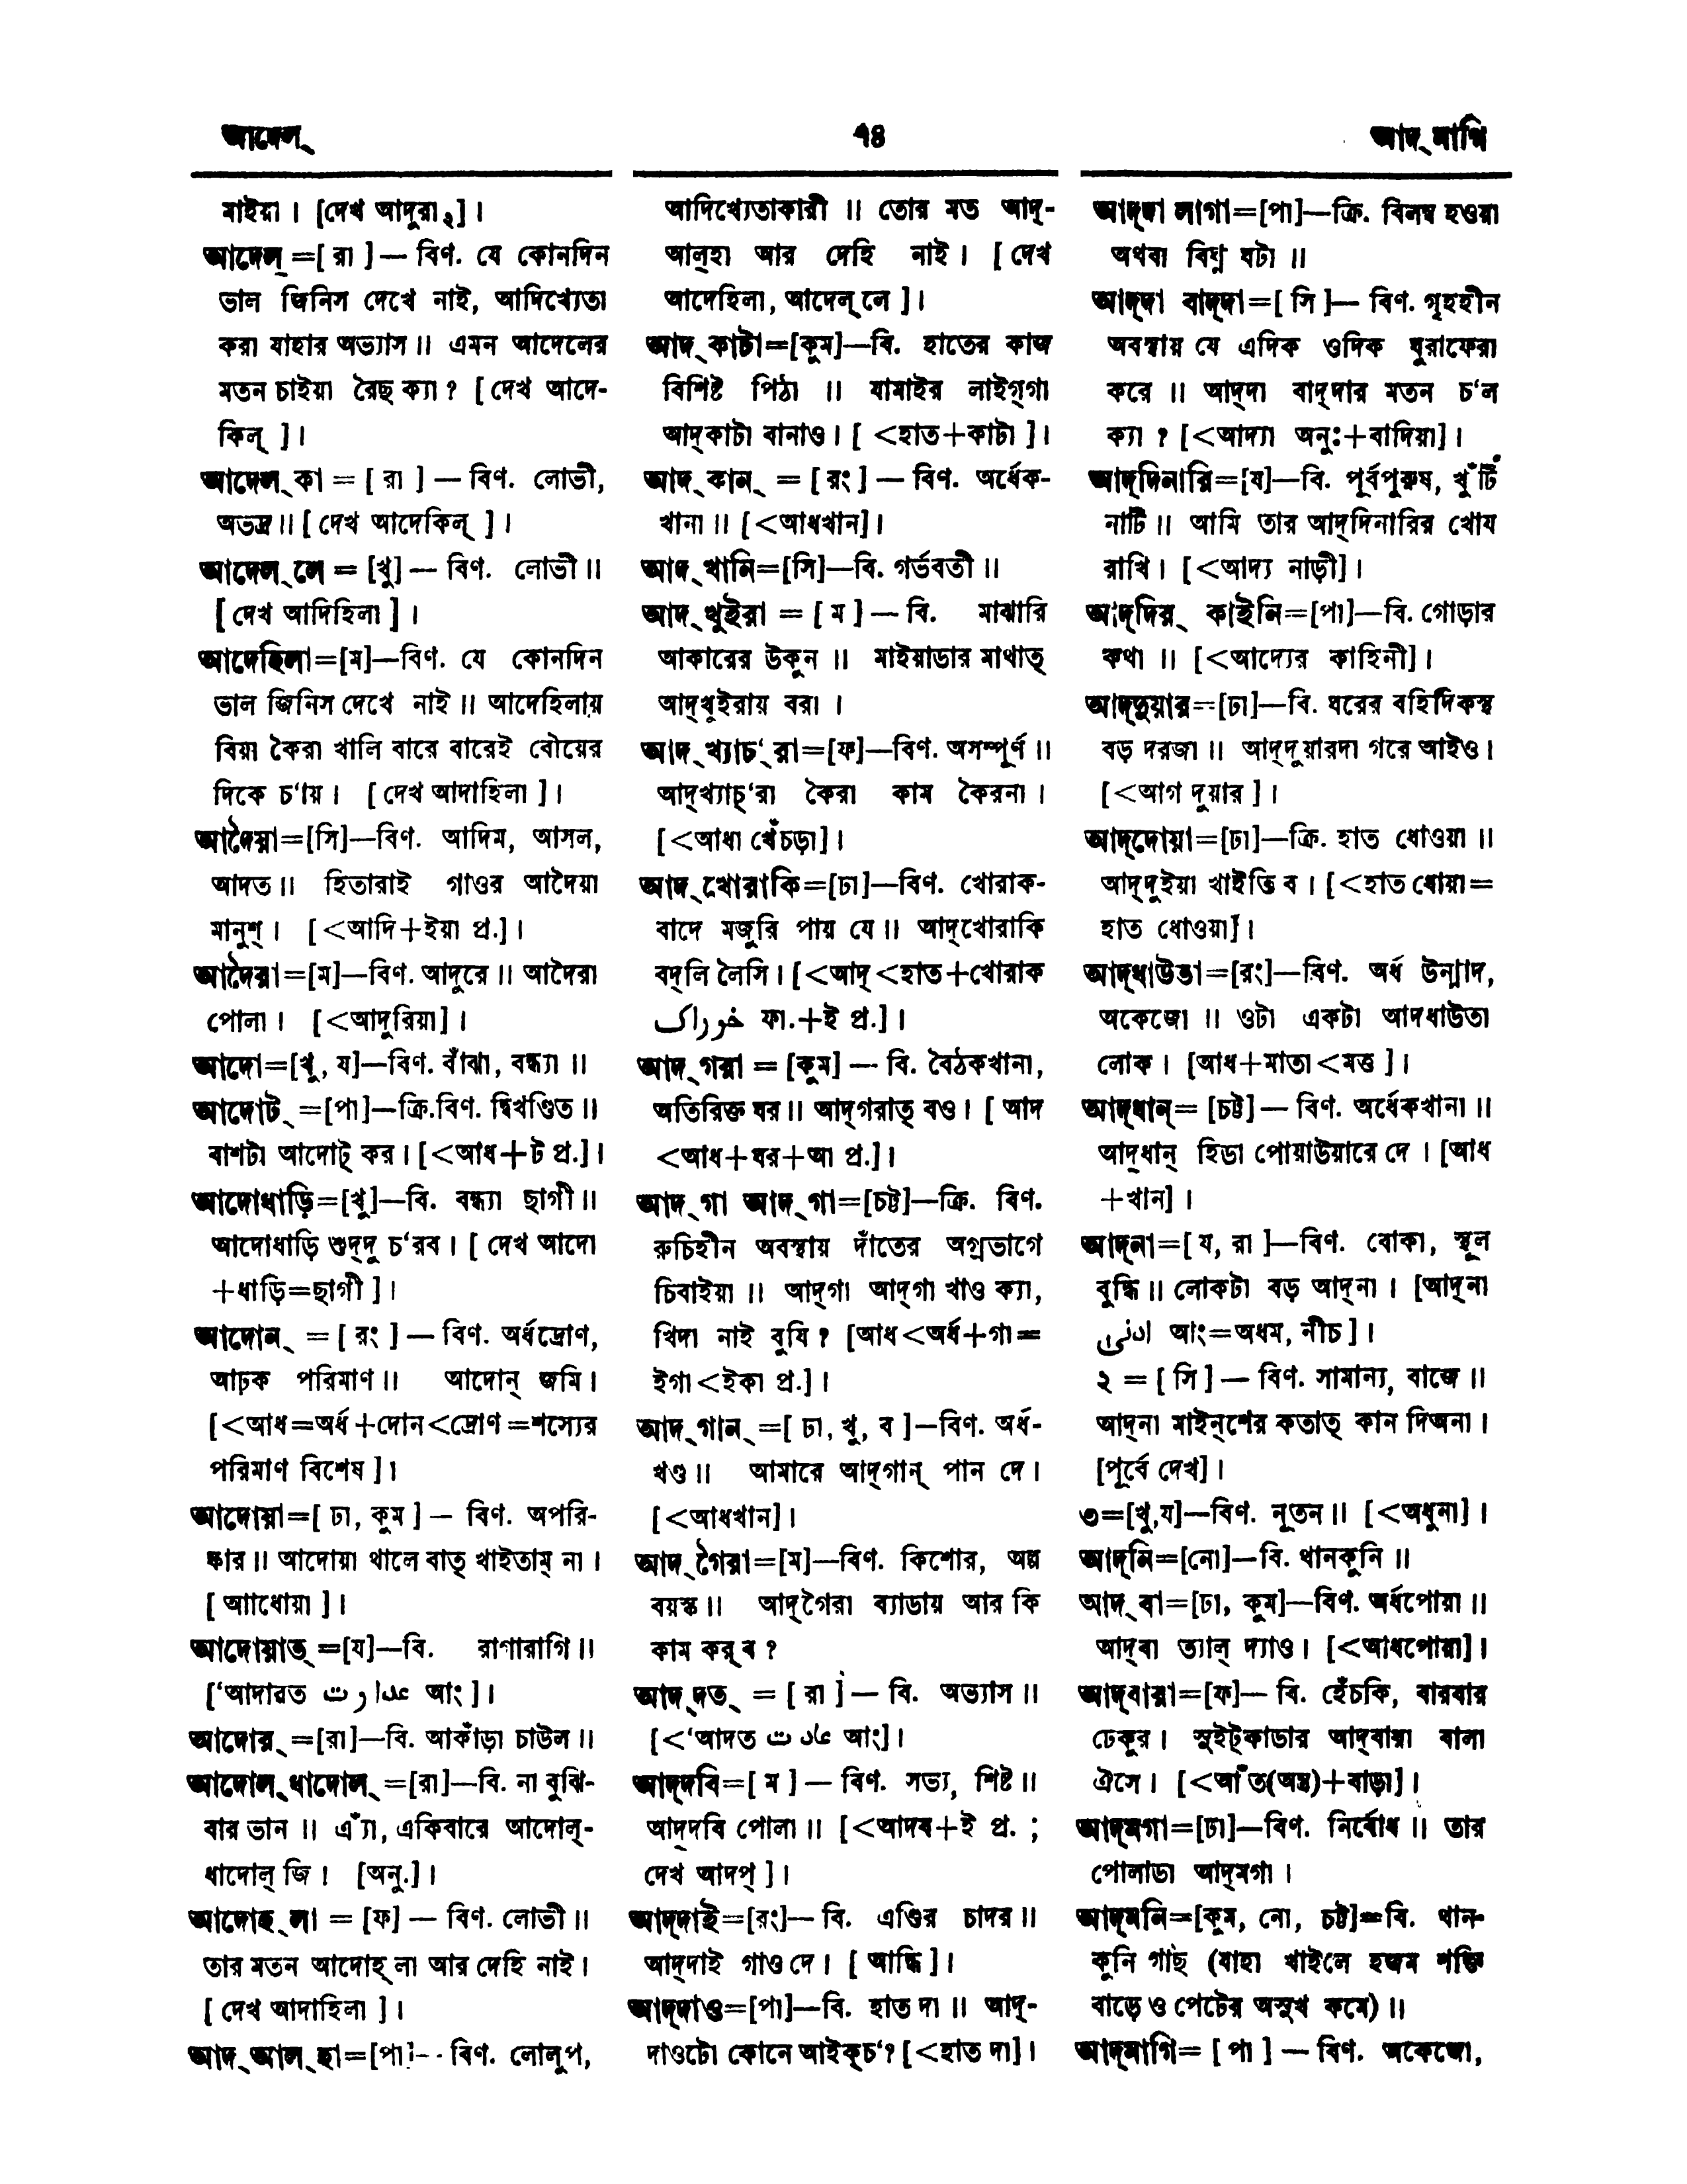 আদেল্
৭৪
আদ্ মাগি
মাইয়া। [দেখ আদুরা২]।
আদেল্ =[ রা ]— বিণ. যে কোনদিন
ভাল জিনিস দেখে নাই, আদিখ্যেতা
করা যাহার অভ্যাস॥ এমন আদেলের
মতন চাইয়া রৈছ্ ক্যা? [ দেখ আদে-
কিল্ ]।
আদেল্ কা = [ রা ] — বিণ. লোভী,
অভদ্র॥ [ দেখ আদেকিল্ ]।
আদেল্ লে = [খু] — বিণ. লোভী॥
[ দেখ আদিহিলা ]।
আদেহিলা=[ম]—বিণ. যে কোনদিন
ভাল জিনিস দেখে নাই॥ আদেহিলায়
বিয়া কৈরা খালি বারে বারেই বৌয়ের
দিকে চ‘ায়। [ দেখ আদাহিলা ]।
আদৈয়া=[সি]—বিণ. আদিম, আসল,
আদত॥ হিতারাই গাওর আদৈয়া
মানুশ্। [<আদি+ইয়া প্র.]।
আদৈরা=[ম]—বিণ. আদুরে॥ আদৈরা
পোলা। [<আদুরিয়া]।
আদো=[খু, য]—বিণ. বাঁঝা, বন্ধ্যা॥
আদোট্ =[পা]—ক্রি.বিণ. দ্বিখণ্ডিত॥
বাশটা আদোট্ কর। [<আধ+ট প্র.]।
আদোধাড়ি=[খু]—বি. বন্ধ্যা ছাগী॥
আদোধাড়ি শুদ্দু চ‘রব। [ দেখ আদো
+ধাড়ি=ছাগী ]।
আদোন্ = [ রং ] — বিণ. অর্ধদ্রোণ,
আঢ়ক পরিমাণ॥ আদোন্ জমি।
[<আধ=অর্ধ+দোন<দ্রোণ=শস্যের
পরিমাণ বিশেষ ]।
আদোয়া=[ ঢা, কুম ] — বিণ. অপরি-
ষ্কার॥ আদোয়া থালে বাত্ খাইতাম্ না।
[ আাধোয়া ]।
আদোয়াত্ =[য]—বি. রাগারাগি॥
[‘আদাৱত عداوت আং ]।
আদোর্ =[রা]—বি. আকাঁড়া চাউল॥
আদোল্ ধাদোল্ =[রা]—বি. না বুঝি-
বার ভান॥ এঁ্যা, একিবারে আদোল্-
ধাদোল্ জি। [অনু.]।
আদোহ্ লা = [ফ] — বিণ. লোভী॥
তার মতন আদোহ্ লা আর দেহি নাই।
[ দেখ আদাহিলা ]।
আদ্ আল্ হা=[পা]— বিণ. লোলুপ,
আদিখ্যেতাকারী॥ তোর মত আদ্-
আল্হা আর দেহি নাই। [ দেখ
আদেহিলা, আদেল্ লে ]।
আদ্ কাটা=[কুম]—বি. হাতের কাজ
বিশিষ্ট পিঠা॥ যামাইর লাইগ্গা
আদ্কাটা বানাও। [ <হাত+কাটা ]।
আদ্ কান্ = [ রং ] — বিণ. অর্ধেক-
খানা॥ [<আধখান]।
আদ্ খানি=[সি]—বি. গর্ভবতী॥
আদ্ খুইরা = [ ম ] — বি. মাঝারি
আকারের উকুন॥ মাইয়াডার মাথাত্
আদ্খুইরায় বরা।
আদ্ খ্যাচ‘্ রা=[ফ]—বিণ. অসম্পূর্ণ॥
আদ্খ্যাচ্‘রা কৈরা কাম কৈরনা।
[<আধা খেঁচড়া]।
আদ্ খোরাকি=[ঢা]—বিণ. খোরাক-
বাদে মজুরি পায় যে॥ আদ্খোরাকি
বদ্লি লৈসি। [<আদ্<হাত+খোরাক
خوراک ফা.+ই প্র.]।
আদ্ গরা = [কুম] — বি. বৈঠকখানা,
অতিরিক্ত ঘর॥ আদ্গরাত্ বও। [ আদ
<আধ+ঘর+আ প্র.]।
আদ্ গা আদ্ গা=[চট্ট]—ক্রি. বিণ.
রুচিহীন অবস্থায় দাঁতের অগ্রভাগে
চিবাইয়া॥ আদ্গা আদ্গা খাও ক্যা,
খিদা নাই বুযি? [আধ<অর্ধ+গা=
ইগা<ইকা প্র.]।
আদ্ গান্ =[ ঢা, খু, ব ]—বিণ. অর্ধ-
খণ্ড॥ আমারে আদ্গান্ পান দে।
[<আধখান]।
আদ্ গৈরা=[ম]—বিণ. কিশোর, অল্প
বয়স্ক॥ আদ্গৈরা ব্যাডায় আর কি
কাম কর্ব?
আদ্ দত্ = [ রা ] — বি. অভ্যাস॥
[<‘আদত عادت আং]।
আদ্দবি=[ ম ] — বিণ. সভ্য, শিষ্ট॥
আদ্দবি পোলা॥ [<আদব+ই প্র. ;
দেখ আদপ্ ]।
আদ্দাই=[রং]— বি. এণ্ডির চাদর॥
আদ্দাই গাও দে। [ আদ্ধি ]।
আদ্দাও=[পা]—বি. হাত দা॥ আদ্-
দাওটো কোনে আইক্চ‘? [<হাত দা]।
আদ্দা লাগা=[পা]—ক্রি. বিলম্ব হওয়া
অথবা বিঘ্ন ঘটা॥
আদ্দা বাদ্দা=[ সি ]— বিণ. গৃহহীন
অবস্থায় যে এদিক ওদিক ঘুরাফেরা
করে॥ আদ্দা বাদ্দার মতন চ‘ল
ক্যা? [<আদ্যা অনুঃ+বাদিয়া]।
আদ্দিনারি=[য]—বি. পূর্বপুরুষ, খুঁটি
নাটি॥ আমি তার আদ্দিনারির খোয
রাখি। [<আদ্য নাড়ী]।
আদ্দির্ কাইনি=[পা]—বি. গোড়ার
কথা॥ [<আদ্যের কাহিনী]।
আদ্দুয়ার=[ঢা]—বি. ঘরের বহির্দিকস্থ
বড় দরজা॥ আদ্দুয়ারদা গরে আইও।
[<আগ দুয়ার ]।
আদ্দোয়া=[ঢা]—ক্রি. হাত ধোওয়া॥
আদ্দুইয়া খাইত্তি ব। [<হাত ধোয়া=
হাত ধোওয়া]।
আদ্ধাউতা=[রং]—বিণ. অর্ধ উন্মাদ,
অকেজো॥ ওটা একটা আদধাউতা
লোক। [আধ+মাতা<মত্ত ]।
আদ্ধান্= [চট্ট] — বিণ. অর্ধেকখানা॥
আদ্ধান্ হিডা পোয়াউয়ারে দে। [আধ
+খান]।
আদ্না=[ য, রা ]—বিণ. বোকা, স্থূল
বুদ্ধি॥ লোকটা বড় আদ্না। [আদ্না
ادنى আং=অধম, নীচ ]।
২ = [ সি ] — বিণ. সামান্য, বাজে॥
আদ্না মাইন্শের কতাত্ কান দিঅনা।
[পূর্বে দেখ]।
৩=[খু,য]—বিণ. নূতন॥ [<অধুনা]।
আদ্নি=[নো]—বি. থানকুনি॥
আদ্ বা=[ঢা, কুম]—বিণ. অর্ধপোয়া॥
আদ্বা ত্যাল্ দ্যাও। [<আধপোয়া]।
আদ্বারা=[ফ]— বি. হেঁচকি, বারবার
ঢেকুর। সুইট্কাডার আদ্বারা বালা
ঐসে। [<আঁত(অন্ত্র)+বাড়া]।
আদ্মগা=[ঢা]—বিণ. নির্বোধ॥ তার
পোলাডা আদ্মগা।
আদ্মনি=[কুম, নো, চট্ট]=বি. থান-
কুনি গাছ (যাহা খাইলে হজম শক্তি
বাড়ে ও পেটের অসুখ কমে)॥
আদ্মাগি= [ পা ] — বিণ. অকেজো,